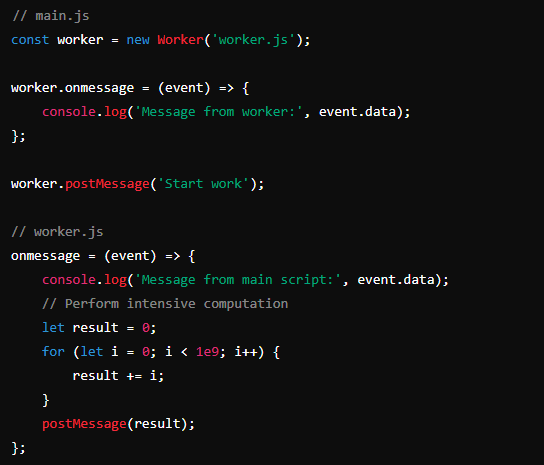 // main.js
const worker = new Worker('worker.js');

worker.onmessage = (event) => {
    console.log('Message from worker:', event.data);
};

worker.postMessage('Start work');

// worker.js
onmessage = (event) => {
    console.log('Message from main script:', event.data);
    // Perform intensive computation
    let result = 0;
    for (let i = 0; i < 1e9; i++) {
        result += i;
    }
    postMessage(result);
};